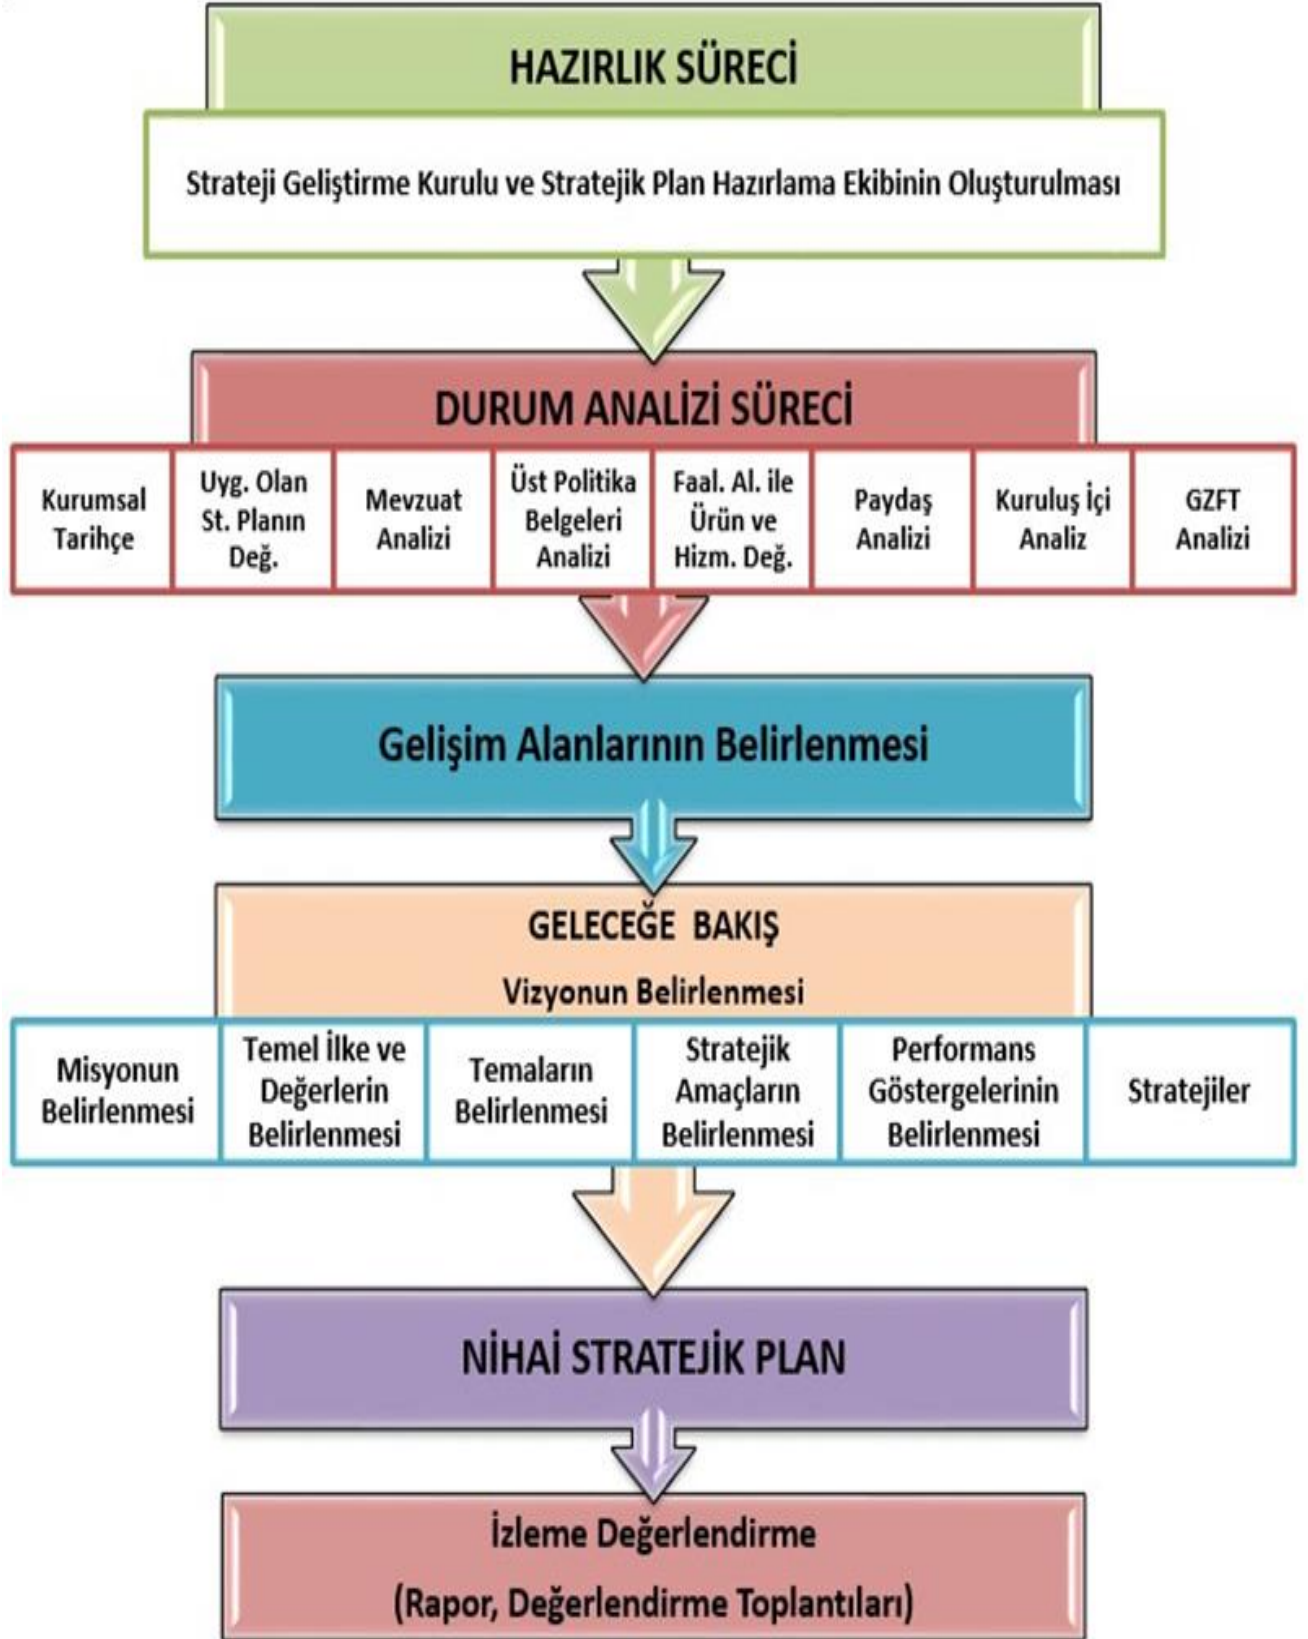 HAZIRLIK SÜRECİ
Strateji Geliştirme Kurulu ve Stratejik Plan Hazırlama Ekibinin Oluşturulması
DURUM ANALİZİ SÜRECİ
Kurumsal
Tarihçe
Uyg. Olan
St. Planın
Değ.
Mevzuat
Analizi
Üst Politika
Belgeleri
Analizi
Faal. Al. ile
Ürün ve
Hizm. Değ.
Paydaş
Analizi
Kuruluş İçi
Analiz
GZFT
Analizi
Gelişim Alanlarının Belirlenmesi
GELECEĞE BAKIŞ
Vizyonun Belirlenmesi
Misyonun
Belirlenmesi
Temel İlke ve
Değerlerin
Belirlenmesi
Temaların
Belirlenmesi
Stratejik
Amaçların
Belirlenmesi
Performans
Göstergelerinin
Belirlenmesi
Stratejiler
NİHAİ STRATEJİK PLAN
İzleme Değerlendirme
(Rapor, Değerlendirme Toplantıları)